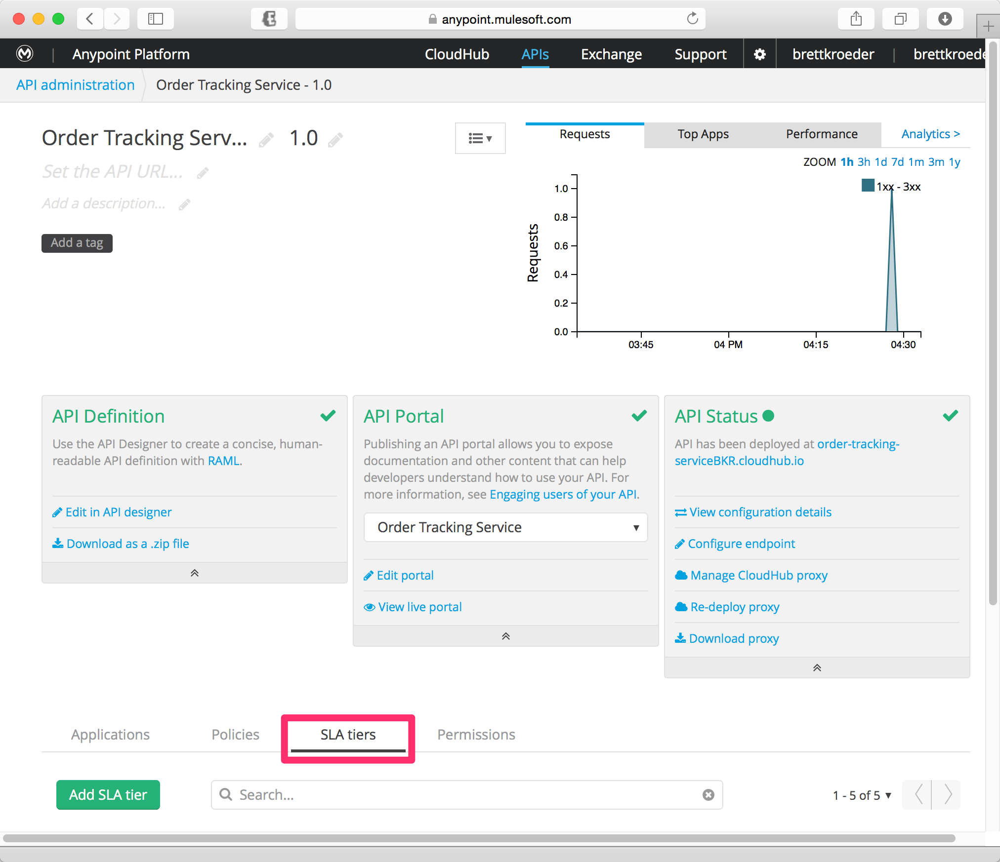 anypoint.mulesoft.com
Anypoint Platform CloudHub APIs Exchange Support brettkroeder | brettkroede
API administration Order Tracking Service - 1.0
Order Tracking Serv... 1.0
Set the API URL...
Add a description...
Add a tag
Requests Top Apps Performance Analytics >
ZOOM 1h 3h 1d 7d 1m 3m 1y
1xx - 3xx
Requests
1.0
0.8
0.6
0.4
0.2
0.0
03:45 04 PM 04:15 04:30
API Definition
Use the API Designer to create a concise, human-
readable API definition with RAML.
Edit in API designer
Download as a .zip file
API Portal
Publishing an API portal allows you to expose
documentation and other content that can help
developers understand how to use your API. For
more information, see Engaging users of your API.
Order Tracking Service
Edit portal
View live portal
API Status
API has been deployed at order-tracking-
serviceBKR.cloudhub.io
View configuration details
Configure endpoint
Manage CloudHub proxy
Re-deploy proxy
Download proxy
Applications Policies SLA tiers Permissions
Add SLA tier Search... 1 - 5 of 5